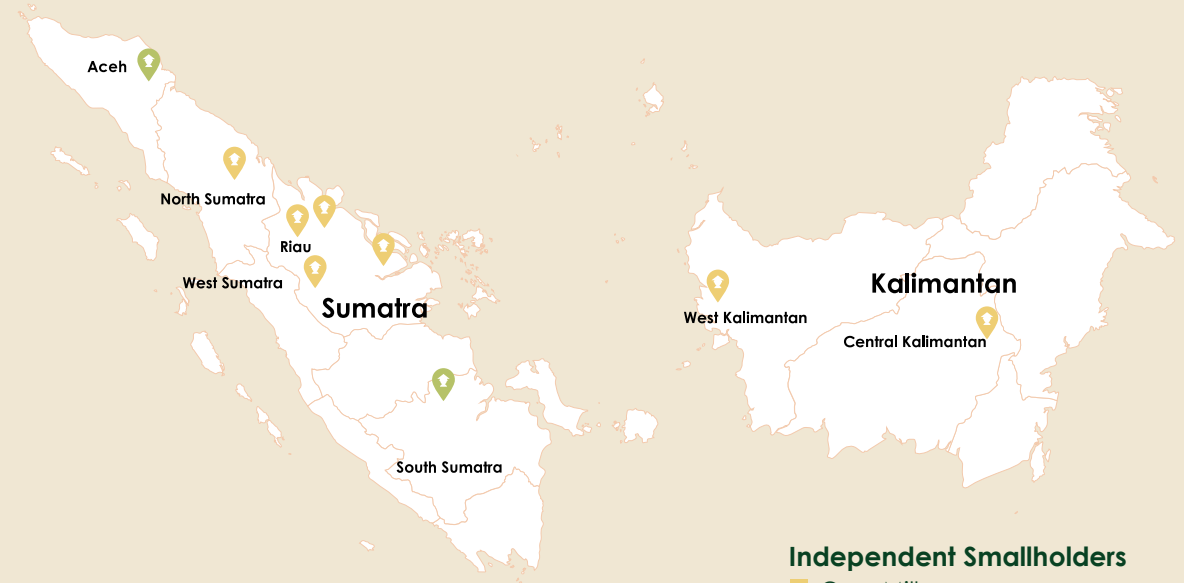 Aceh
North Sumatra
Riau
West Sumatra
Sumatra
Kalimantan
West Kalimantan
Central Kalimantan
South Sumatra
Independent Smallholders